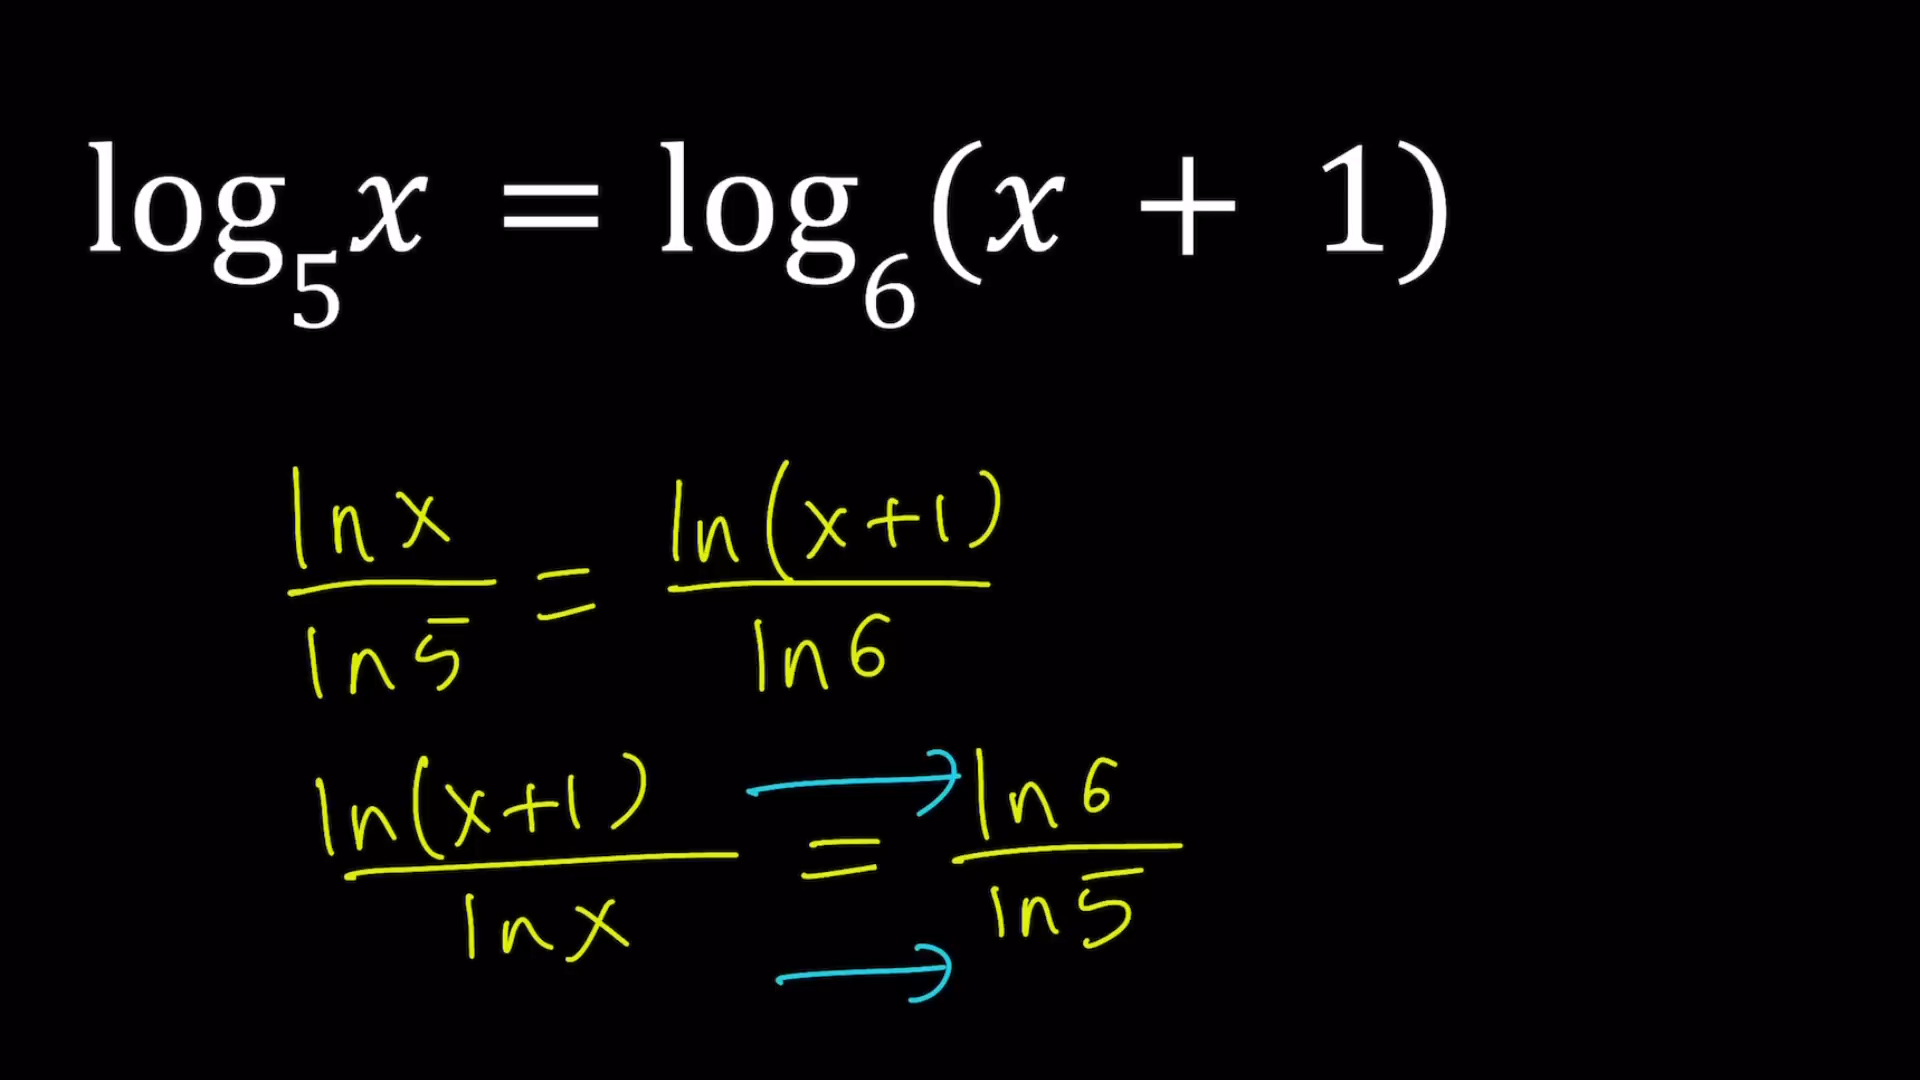 log₅x = log₆(x + 1)
ln x / ln 5 = ln(x+1) / ln 6
ln(x+1) / ln x = ln 6 / ln 5